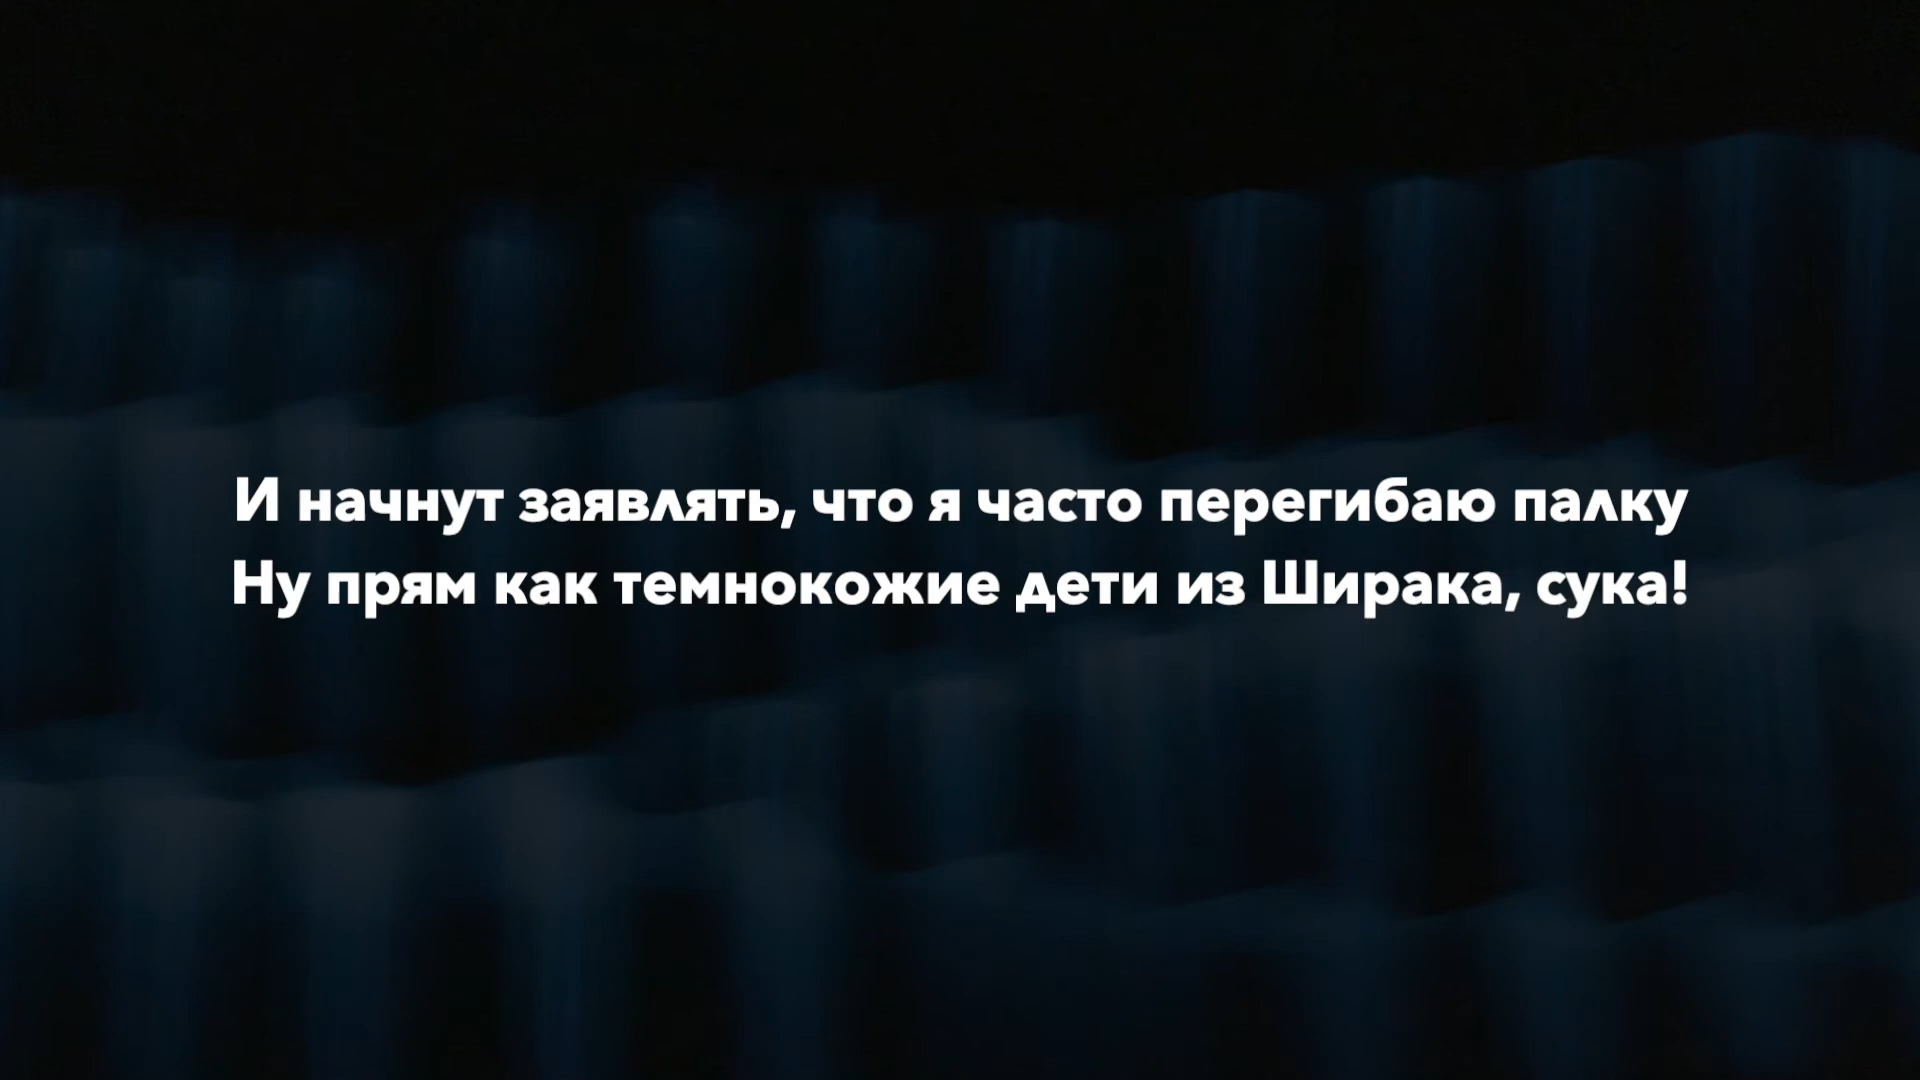 И начнут заявлять, что я часто перегибаю палку
Ну прям как темнокожие дети из Ширака, сука!